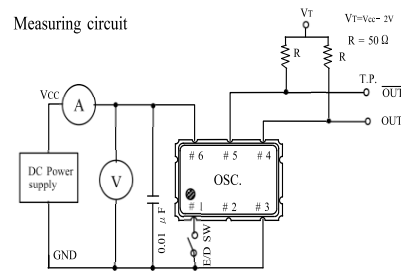 Measuring circuit
VT
VT=Vcc- 2V
R = 50 Ω
R
R
T.P.
OUT
OUT
VCC
A
V
DC Power
supply
0.01 μF
# 6 # 5 # 4
OSC.
# 1 # 2 # 3
E/D SW
GND